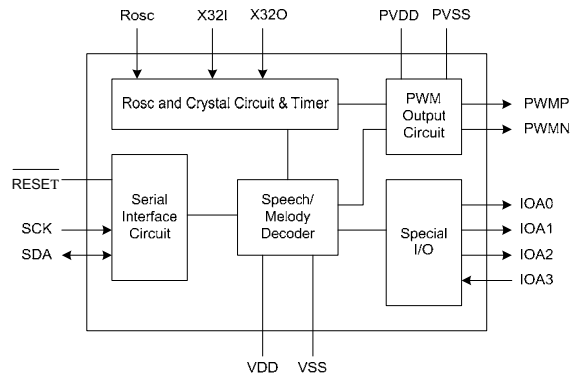 Rosc X32I X32O PVDD PVSS
Rosc and Crystal Circuit & Timer
PWM
Output
Circuit
PWMP
PWMN
RESET
SCK
SDA
Serial
Interface
Circuit
Speech/
Melody
Decoder
Special
I/O
IOA0
IOA1
IOA2
IOA3
VDD VSS